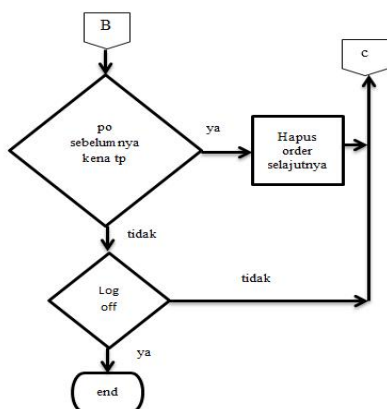 B
c
po
sebelumnya
kena tp
ya
Hapus
order
selajutnya
tidak
Log
off
tidak
ya
end